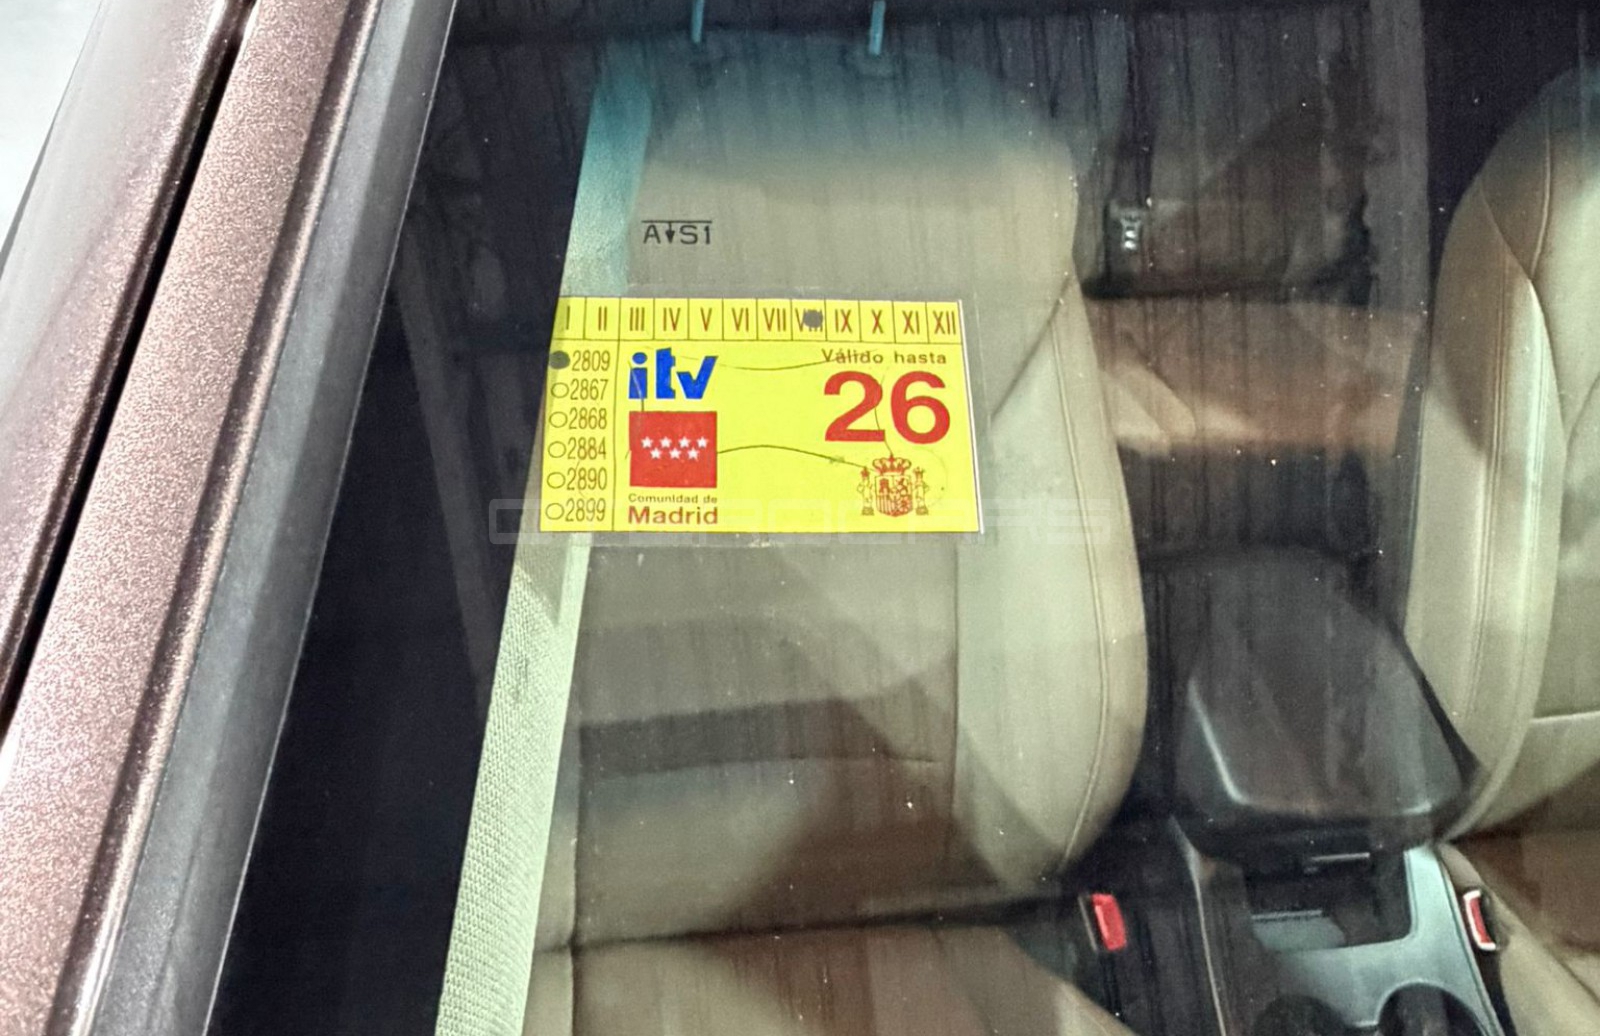 A S1
I II III IV V VI VII VIII IX X XI XII
2809
2867
2868
2884
2890
2899
itv
Comunidad de
Madrid
Válido hasta
26